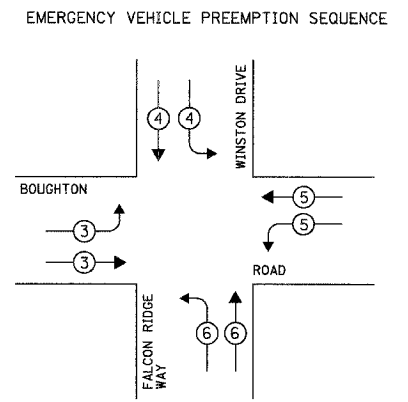 EMERGENCY VEHICLE PREEMPTION SEQUENCE
WINSTON DRIVE
4
4
BOUGHTON
5
5
3
3
ROAD
FALCON RIDGE
WAY
6
6